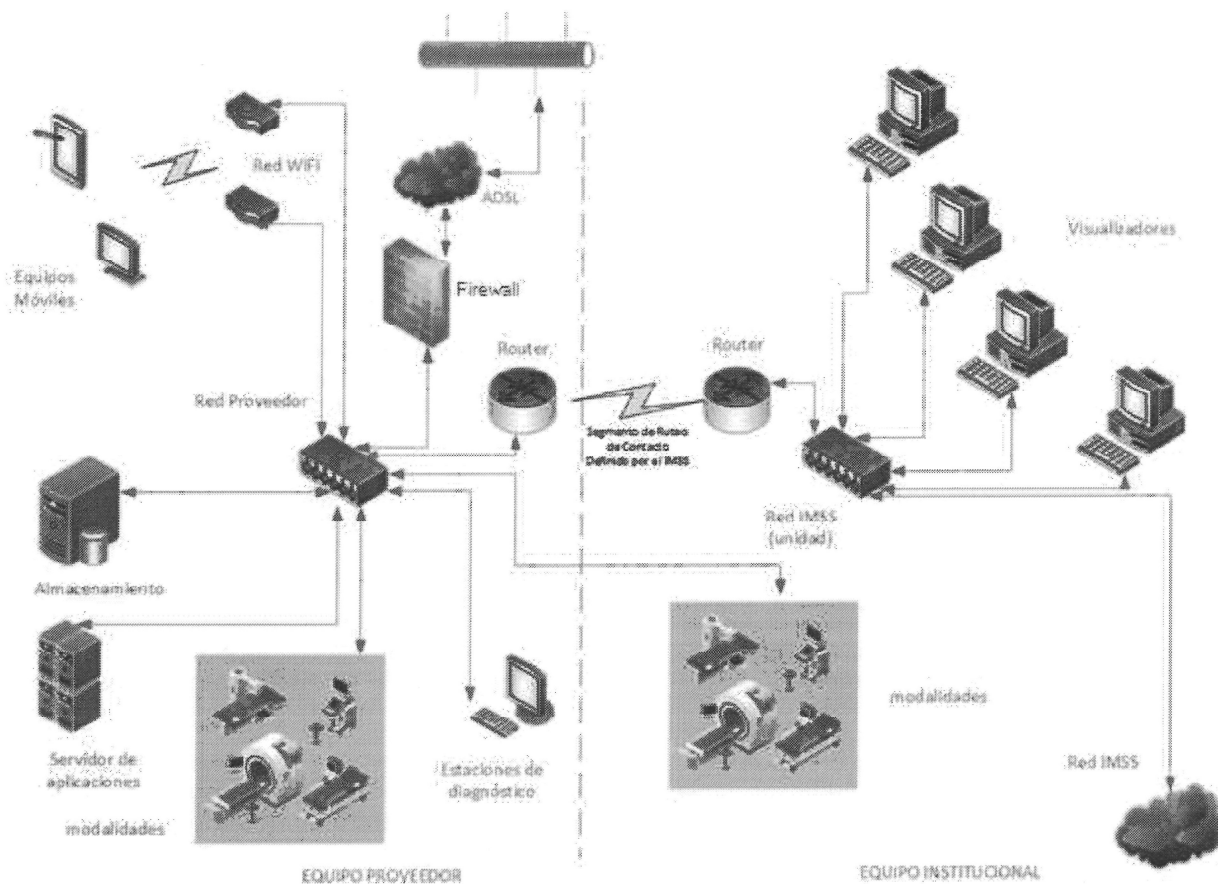 Red WIFI
ADSL
Equipos
Móviles
Firewall
Visualizadores
Router
Router
Red Proveedor
Segmento de Ruteo
de Contacto
Definido por el IMSS
Red IMSS
(unidad)
Almacenamiento
Servidor de
aplicaciones
modalidades
Estaciones de
diagnóstico
modalidades
Red IMSS
EQUIPO PROVEEDOR
EQUIPO INSTITUCIONAL